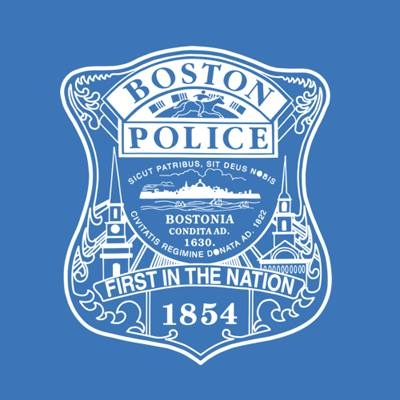 BOSTON
POLICE
SICUT PATRIBUS, SIT DEUS NOBIS
BOSTONIA
CONDITA AD.
1630.
CIVITATIS REGIMINE DONATA AD. 1822
FIRST IN THE NATION
1854